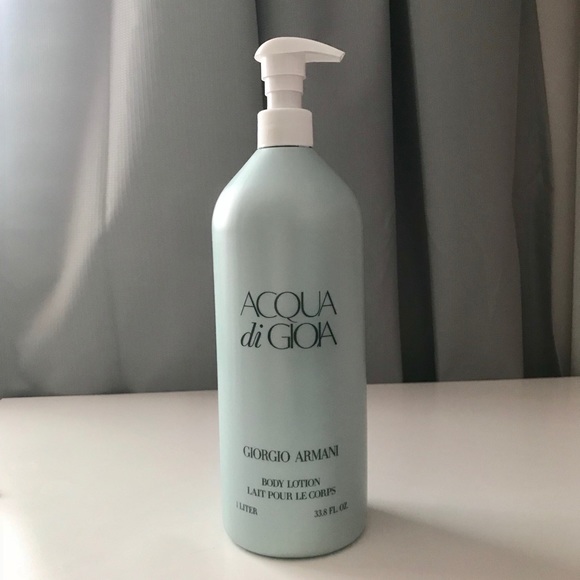 ACQUA
di GIOIA
GIORGIO ARMANI
BODY LOTION
LAIT POUR LE CORPS
1 LITER 33.8 FL. OZ.